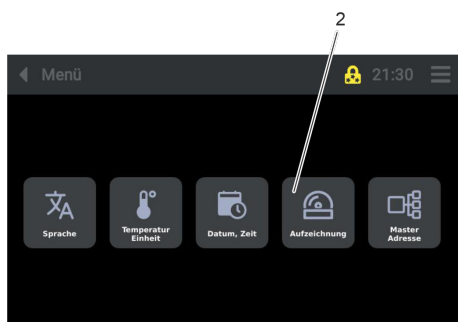 2
Menü
21:30
Sprache
Temperatur
Einheit
Datum, Zeit
Aufzeichnung
Master
Adresse